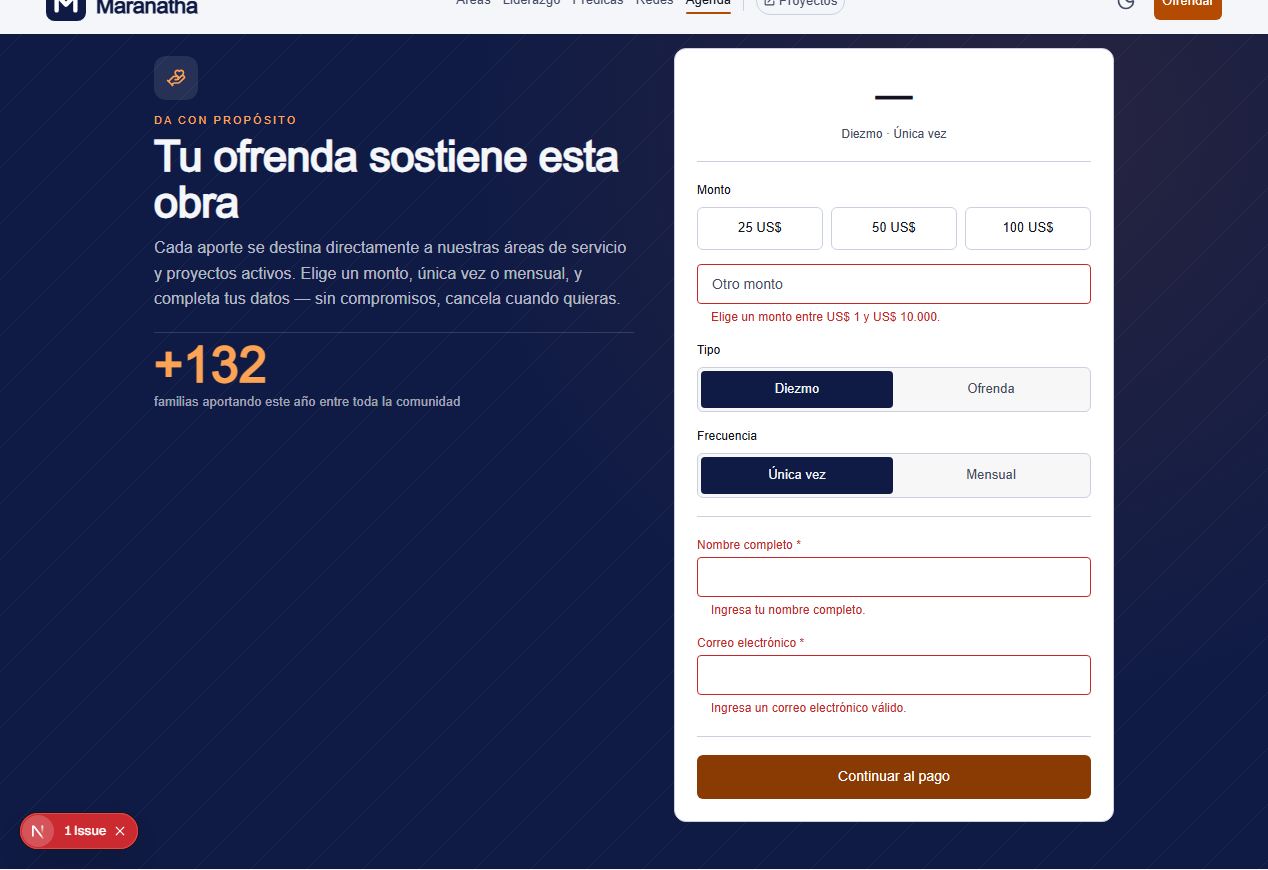 Maranatha
Áreas Liderazgo Prédicas Redes Agenda Proyectos Ofrendar
DA CON PROPÓSITO
Tu ofrenda sostiene esta
obra
Cada aporte se destina directamente a nuestras áreas de servicio
y proyectos activos. Elige un monto, única vez o mensual, y
completa tus datos — sin compromisos, cancela cuando quieras.
+132
familias aportando este año entre toda la comunidad
—
Diezmo · Única vez
Monto
25 US$ 50 US$ 100 US$
Otro monto
Elige un monto entre US$ 1 y US$ 10.000.
Tipo
Diezmo Ofrenda
Frecuencia
Única vez Mensual
Nombre completo *
Ingresa tu nombre completo.
Correo electrónico *
Ingresa un correo electrónico válido.
Continuar al pago
N 1 Issue